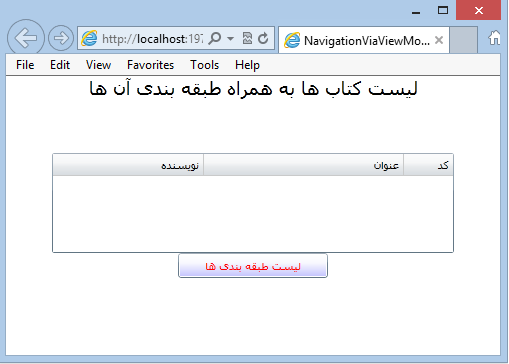 http://localhost:197
NavigationViaViewMo...
File Edit View Favorites Tools Help
لیست کتاب ها به همراه طبقه بندی آن ها
کد عنوان نویسنده
لیست طبقه بندی ها